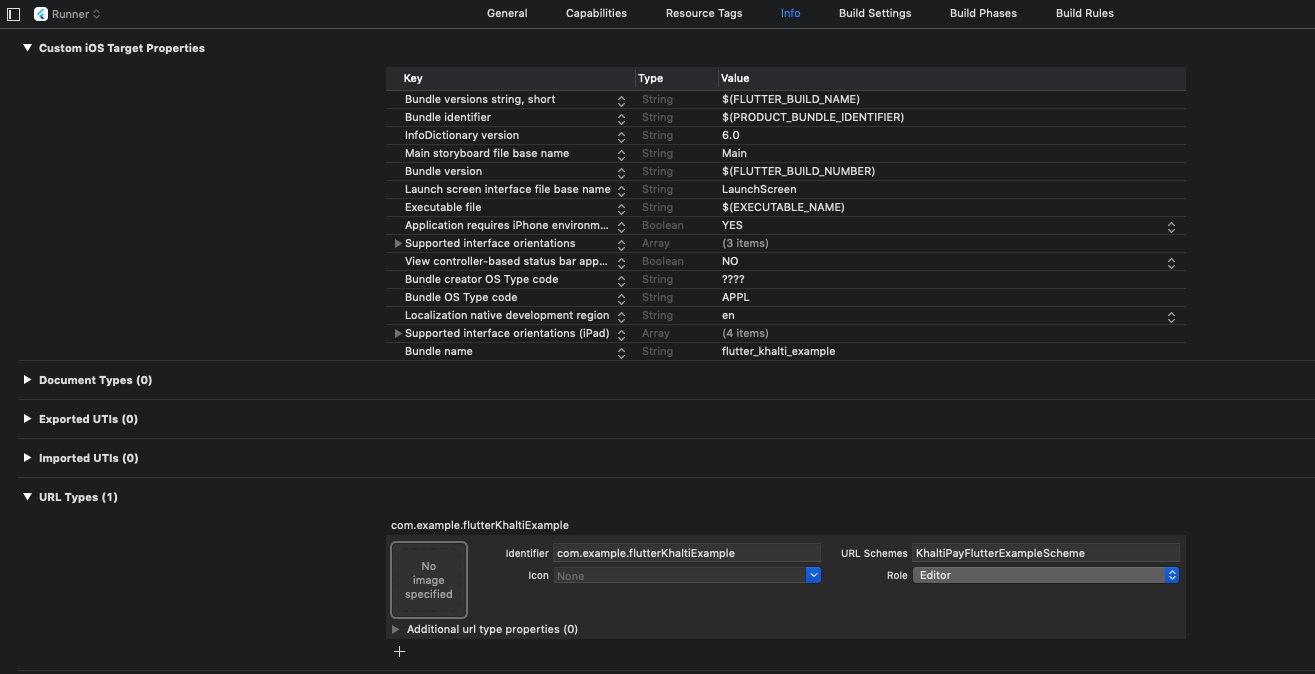 Runner
General Capabilities Resource Tags Info Build Settings Build Phases Build Rules
Custom iOS Target Properties
Key Type Value
Bundle versions string, short String $(FLUTTER_BUILD_NAME)
Bundle identifier String $(PRODUCT_BUNDLE_IDENTIFIER)
InfoDictionary version String 6.0
Main storyboard file base name String Main
Bundle version String $(FLUTTER_BUILD_NUMBER)
Launch screen interface file base name String LaunchScreen
Executable file String $(EXECUTABLE_NAME)
Application requires iPhone environm... Boolean YES
Supported interface orientations Array (3 items)
View controller-based status bar app... Boolean NO
Bundle creator OS Type code String ????
Bundle OS Type code String APPL
Localization native development region String en
Supported interface orientations (iPad) Array (4 items)
Bundle name String flutter_khalti_example
Document Types (0)
Exported UTIs (0)
Imported UTIs (0)
URL Types (1)
com.example.flutterKhaltiExample
Identifier com.example.flutterKhaltiExample URL Schemes KhaltiPayFlutterExampleScheme
Icon None Role Editor
No
image
specified
Additional url type properties (0)